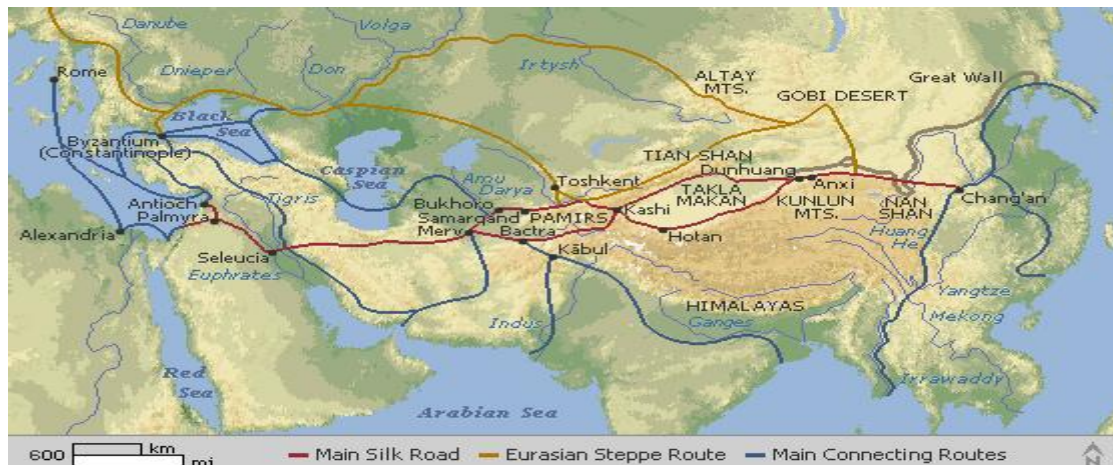 Danube
Volga
Rome
Dnieper
Don
Irtysh
ALTAY
MTS.
Great Wall
GOBI DESERT
Black
Sea
Byzantium
(Constantinople)
Caspian
Sea
TIAN SHAN
Dunhuang
Anxi
Amu
Darya
Toshkent
TAKLA
MAKAN
KUNLUN
MTS.
NAN
SHAN
Chang'an
Tigris
Antioch
Palmyra
Bukhoro
Samarqand
PAMIRS
Kashi
Alexandria
Merv
Bactra
Hotan
Huang
He
Seleucia
Kābul
Euphrates
Yangtze
HIMALAYAS
Indus
Ganges
Mekong
Red
Sea
Irrawaddy
Arabian Sea
600
km
mi
Main Silk Road
Eurasian Steppe Route
Main Connecting Routes
N